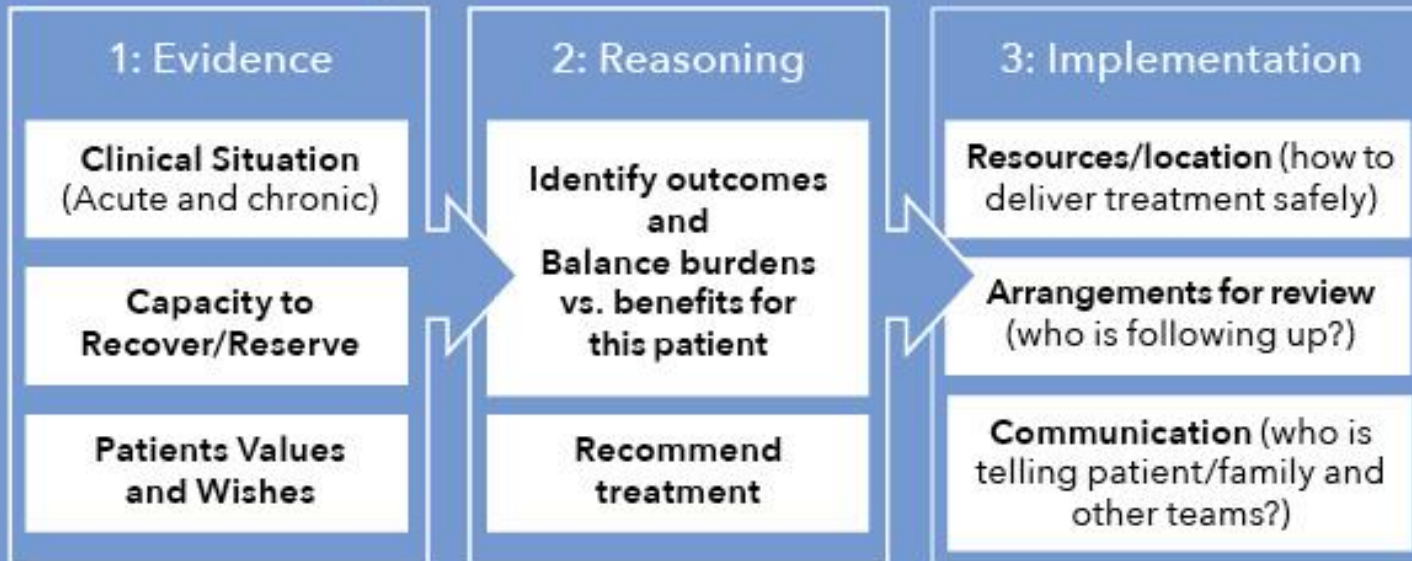 1: Evidence
Clinical Situation
(Acute and chronic)
Capacity to
Recover/Reserve
Patients Values
and Wishes
2: Reasoning
Identify outcomes
and
Balance burdens
vs. benefits for
this patient
Recommend
treatment
3: Implementation
Resources/location (how to
deliver treatment safely)
Arrangements for review
(who is following up?)
Communication (who is
telling patient/family and
other teams?)